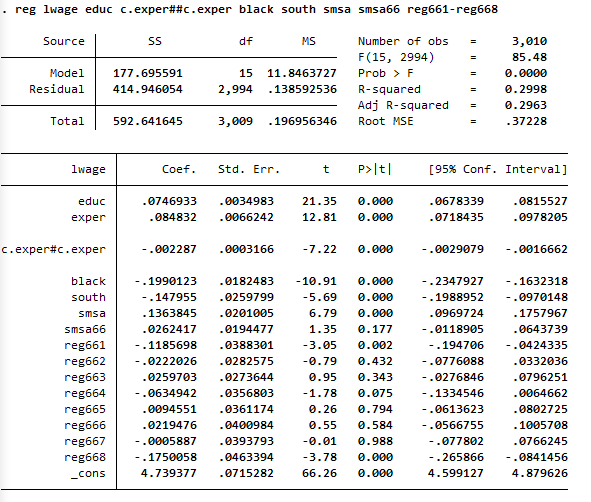 . reg lwage educ c.exper##c.exper black south smsa smsa66 reg661-reg668
Source SS df MS Number of obs = 3,010
F(15, 2994) = 85.48
Model 177.695591 15 11.8463727 Prob > F = 0.0000
Residual 414.946054 2,994 .138592536 R-squared = 0.2998
Adj R-squared = 0.2963
Total 592.641645 3,009 .196956346 Root MSE = .37228
lwage Coef. Std. Err. t P>|t| [95% Conf. Interval]
educ .0746933 .0034983 21.35 0.000 .0678339 .0815527
exper .084832 .0066242 12.81 0.000 .0718435 .0978205
c.exper#c.exper -.002287 .0003166 -7.22 0.000 -.0029079 -.0016662
black -.1990123 .0182483 -10.91 0.000 -.2347927 -.1632318
south -.147955 .0259799 -5.69 0.000 -.1988952 -.0970148
smsa .1363845 .0201005 6.79 0.000 .0969724 .1757967
smsa66 .0262417 .0194477 1.35 0.177 -.0118905 .0643739
reg661 -.1185698 .0388301 -3.05 0.002 -.194706 -.0424335
reg662 -.0222026 .0282575 -0.79 0.432 -.0776088 .0332036
reg663 .0259703 .0273644 0.95 0.343 -.0276846 .0796251
reg664 -.0634942 .0356803 -1.78 0.075 -.1334546 .0064662
reg665 .0094551 .0361174 0.26 0.794 -.0613623 .0802725
reg666 .0219476 .0400984 0.55 0.584 -.0566755 .1005708
reg667 -.0005887 .0393793 -0.01 0.988 -.077802 .0766245
reg668 -.1750058 .0463394 -3.78 0.000 -.265866 -.0841456
_cons 4.739377 .0715282 66.26 0.000 4.599127 4.879626